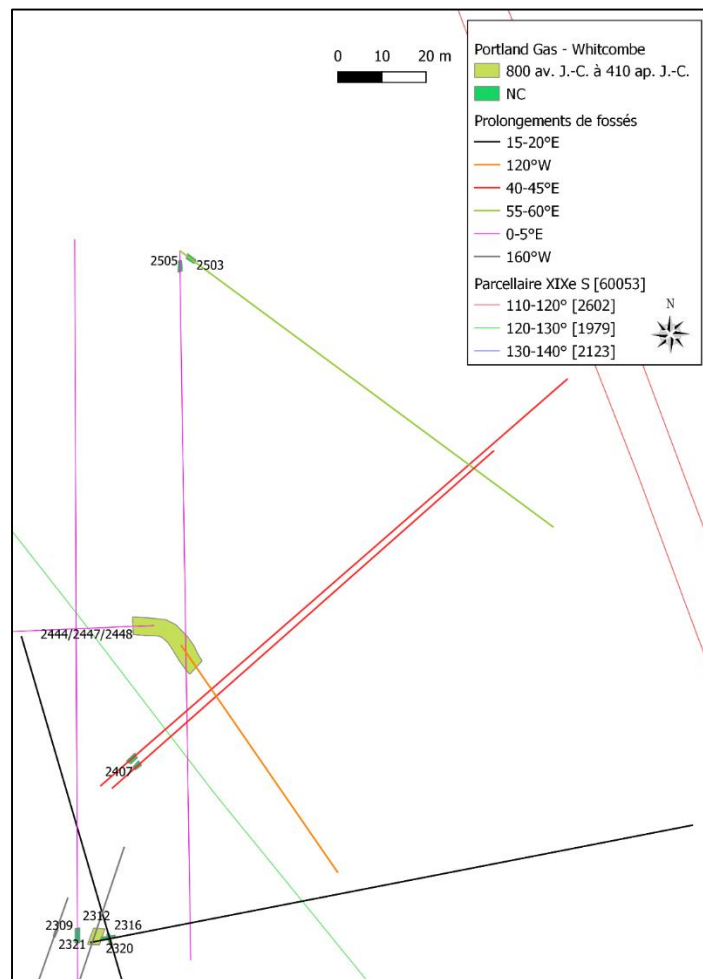 0 10 20 m
Portland Gas - Whitcombe
800 av. J.-C. à 410 ap. J.-C.
NC
Prolongements de fossés
15-20°E
120°W
40-45°E
55-60°E
0-5°E
160°W
Parcellaire XIXe S [60053]
110-120° [2602]
120-130° [1979]
130-140° [2123]
N
2505 2503
2444/2447/2448
2407
2312
2309 2316
2321 2320